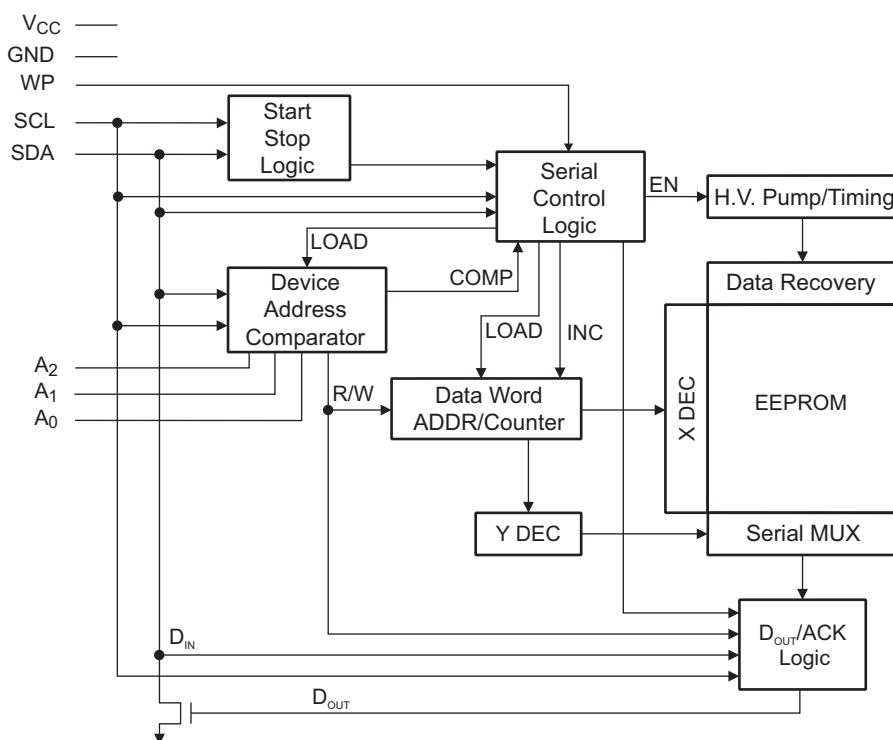 VCC
GND
WP
SCL
SDA
Start
Stop
Logic
Serial
Control
Logic
EN
H.V. Pump/Timing
LOAD
COMP
Device
Address
Comparator
Data Recovery
LOAD
INC
A2
A1
A0
R/W
Data Word
ADDR/Counter
X DEC
EEPROM
Y DEC
Serial MUX
DOUT/ACK
Logic
DIN
DOUT